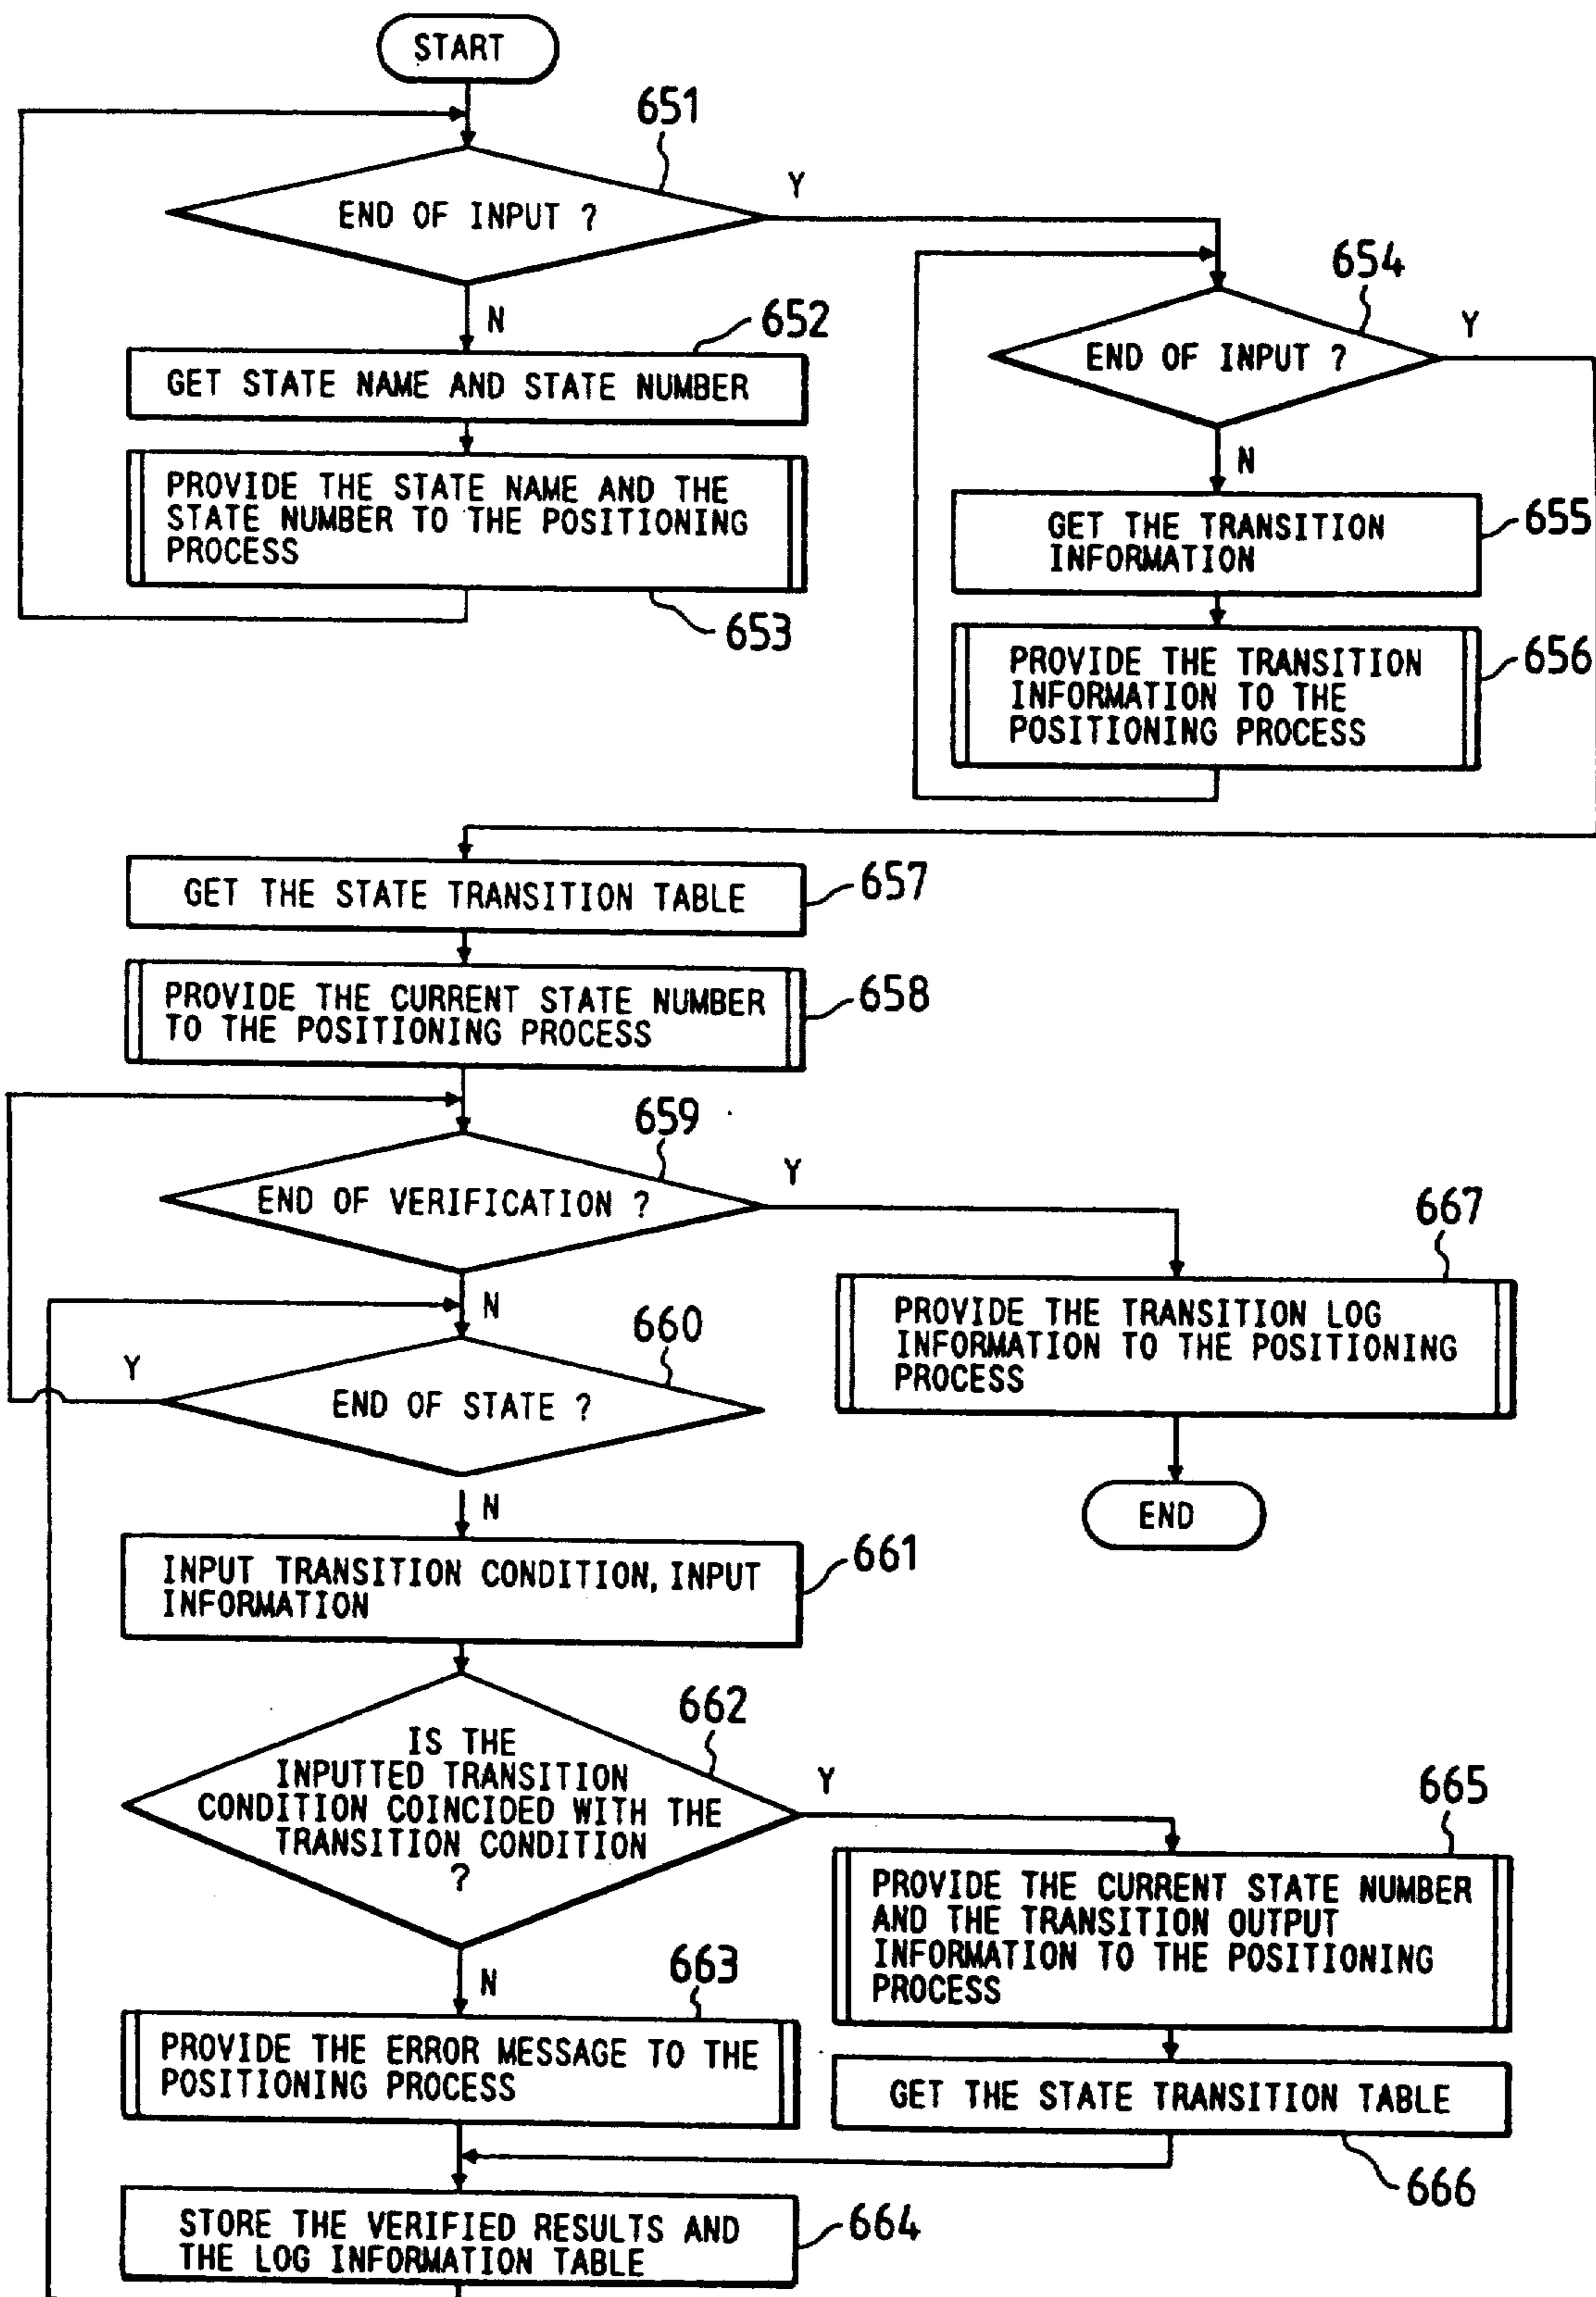 START
651
END OF INPUT ?
Y
N
652
GET STATE NAME AND STATE NUMBER
PROVIDE THE STATE NAME AND THE
STATE NUMBER TO THE POSITIONING
PROCESS
653
654
END OF INPUT ?
Y
N
GET THE TRANSITION
INFORMATION
655
PROVIDE THE TRANSITION
INFORMATION TO THE
POSITIONING PROCESS
656
GET THE STATE TRANSITION TABLE
657
PROVIDE THE CURRENT STATE NUMBER
TO THE POSITIONING PROCESS
658
659
END OF VERIFICATION ?
Y
N
667
PROVIDE THE TRANSITION LOG
INFORMATION TO THE POSITIONING
PROCESS
END
660
Y
END OF STATE ?
N
INPUT TRANSITION CONDITION, INPUT
INFORMATION
661
662
IS THE
INPUTTED TRANSITION
CONDITION COINCIDED WITH THE
TRANSITION CONDITION
?
Y
N
665
PROVIDE THE CURRENT STATE NUMBER
AND THE TRANSITION OUTPUT
INFORMATION TO THE POSITIONING
PROCESS
663
PROVIDE THE ERROR MESSAGE TO THE
POSITIONING PROCESS
GET THE STATE TRANSITION TABLE
666
STORE THE VERIFIED RESULTS AND
THE LOG INFORMATION TABLE
664